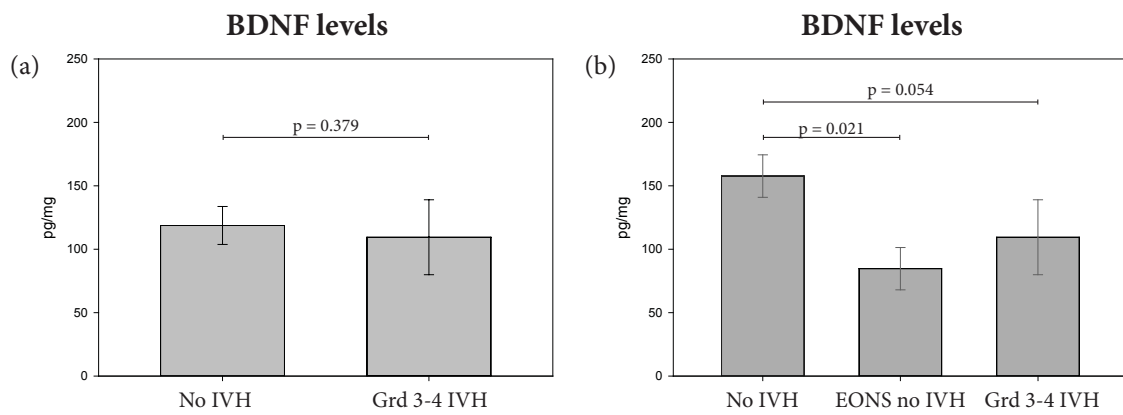 BDNF levels
(a)
250
200
150
100
50
0
pg/mg
p = 0.379
No IVH
Grd 3-4 IVH
BDNF levels
(b)
250
200
150
100
50
0
pg/mg
p = 0.054
p = 0.021
No IVH
EONS no IVH
Grd 3-4 IVH